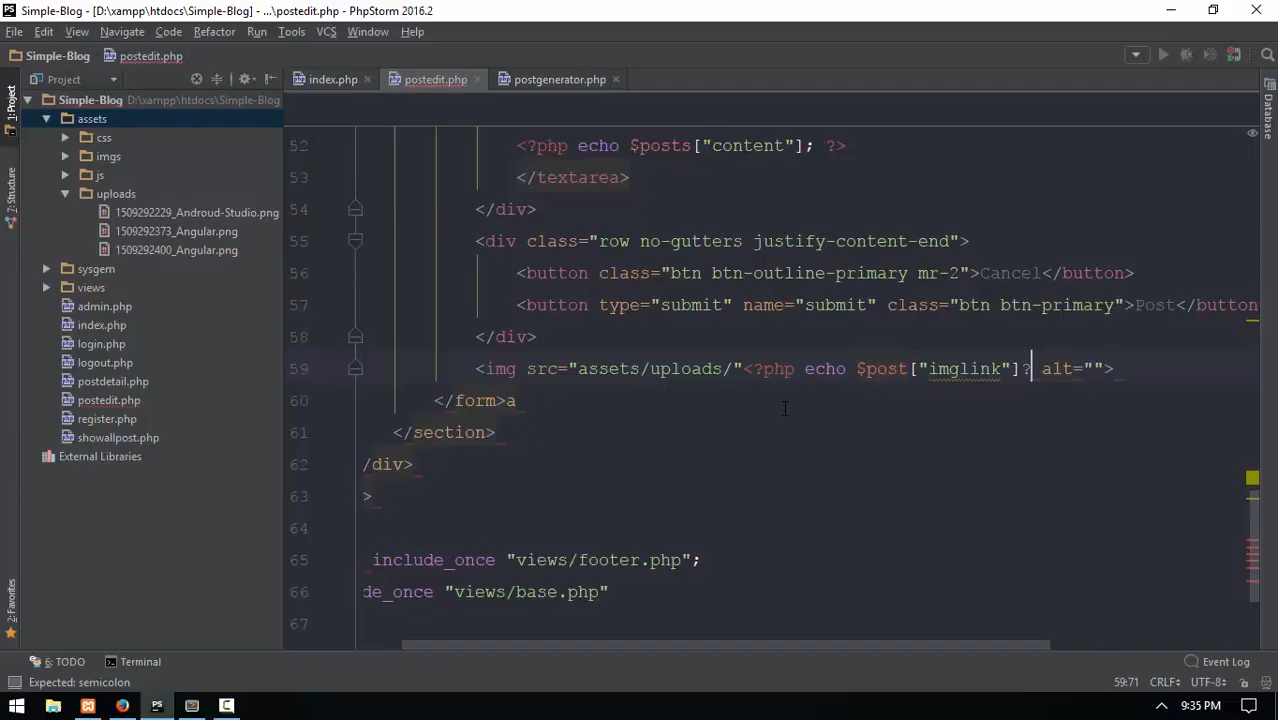 Simple-Blog - [D:\xampp\htdocs\Simple-Blog] - ...\postedit.php - PhpStorm 2016.2
File Edit View Navigate Code Refactor Run Tools VCS Window Help
Simple-Blog postedit.php
Project
index.php postedit.php postgenerator.php
Simple-Blog D:\xampp\htdocs\Simple-Blog
assets
css
imgs
js
uploads
1509292229_Androud-Studio.png
1509292373_Angular.png
1509292400_Angular.png
sysgem
views
admin.php
index.php
login.php
logout.php
postdetail.php
postedit.php
register.php
showallpost.php
External Libraries
1: Project
7: Structure
2: Favorites
Database
52 <?php echo $posts["content"]; ?>
53 </textarea>
54 </div>
55 <div class="row no-gutters justify-content-end">
56 <button class="btn btn-outline-primary mr-2">Cancel</button>
57 <button type="submit" name="submit" class="btn btn-primary">Post</button
58 </div>
59 <img src="assets/uploads/"<?php echo $post["imglink"]? alt="">
60 </form>a
61 </section>
62 /div>
63 >
64
65 include_once "views/footer.php";
66 de_once "views/base.php"
67
6: TODO Terminal Event Log
Expected: semicolon 59:71 CRLF÷ UTF-8÷
9:35 PM